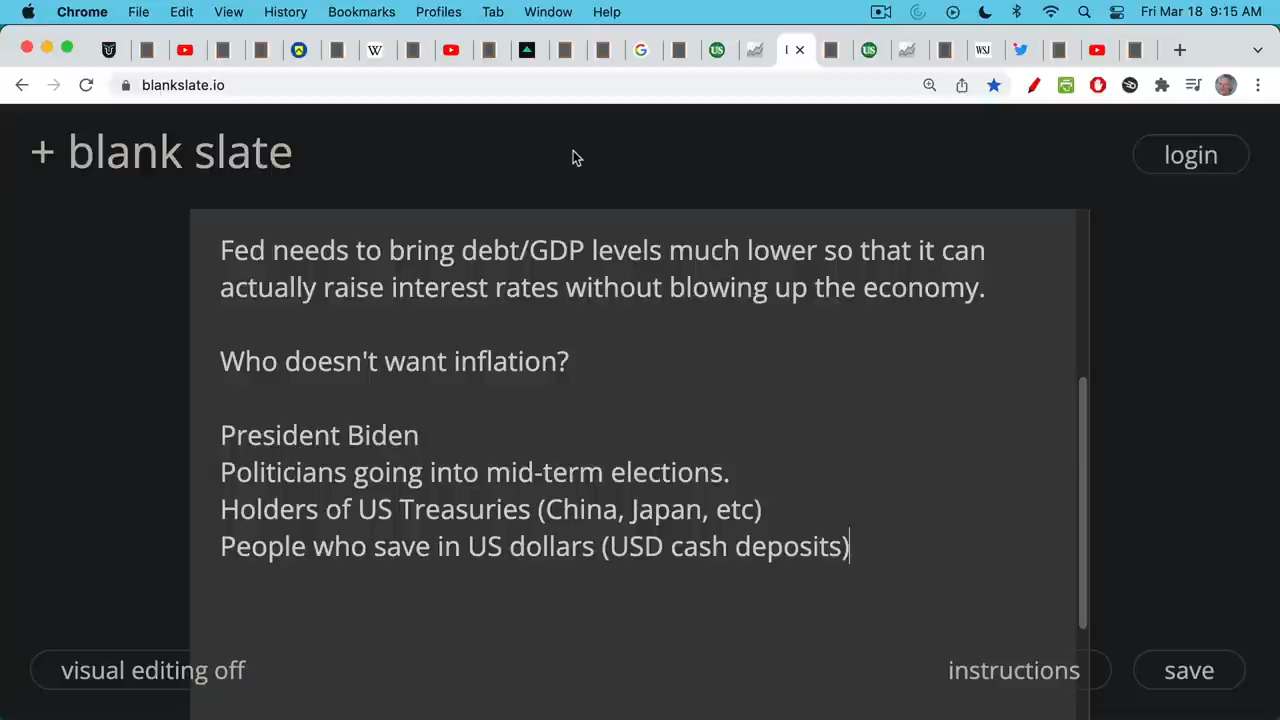 Chrome File Edit View History Bookmarks Profiles Tab Window Help Fri Mar 18 9:15 AM
W G US US WSJ
blankslate.io
+ blank slate
login
Fed needs to bring debt/GDP levels much lower so that it can
actually raise interest rates without blowing up the economy.
Who doesn't want inflation?
President Biden
Politicians going into mid-term elections.
Holders of US Treasuries (China, Japan, etc)
People who save in US dollars (USD cash deposits)
visual editing off
instructions
save